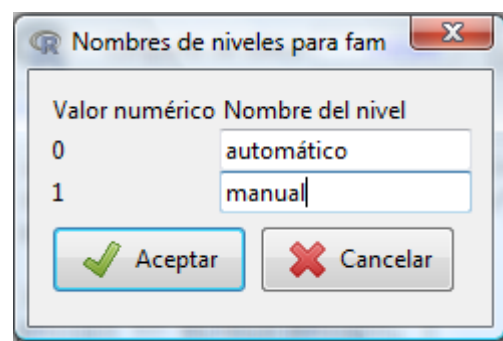 Nombres de niveles para fam
Valor numérico Nombre del nivel
0 automático
1 manual
Aceptar Cancelar